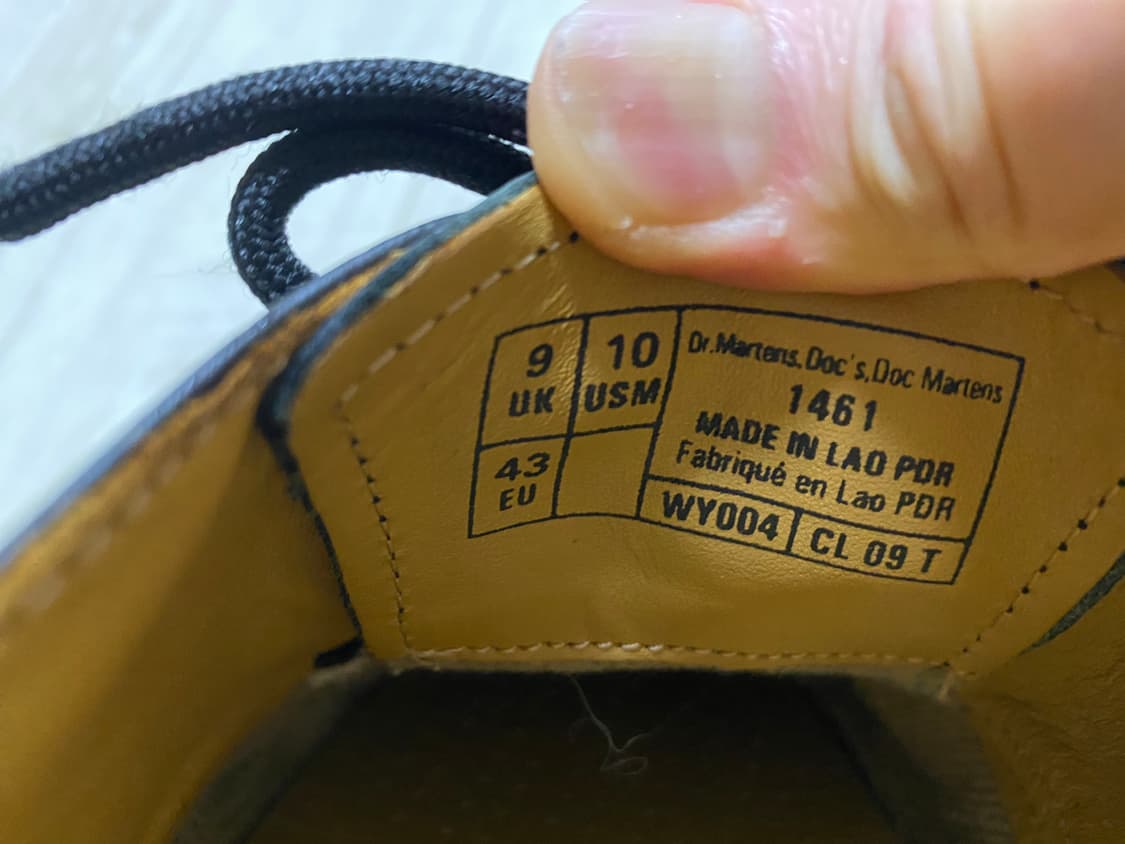 9
UK
10
USM
43
EU
Dr.Martens,Doc's,Doc Martens
1461
MADE IN LAO PDR
Fabriqué en Lao PDR
WY004
CL 09 T